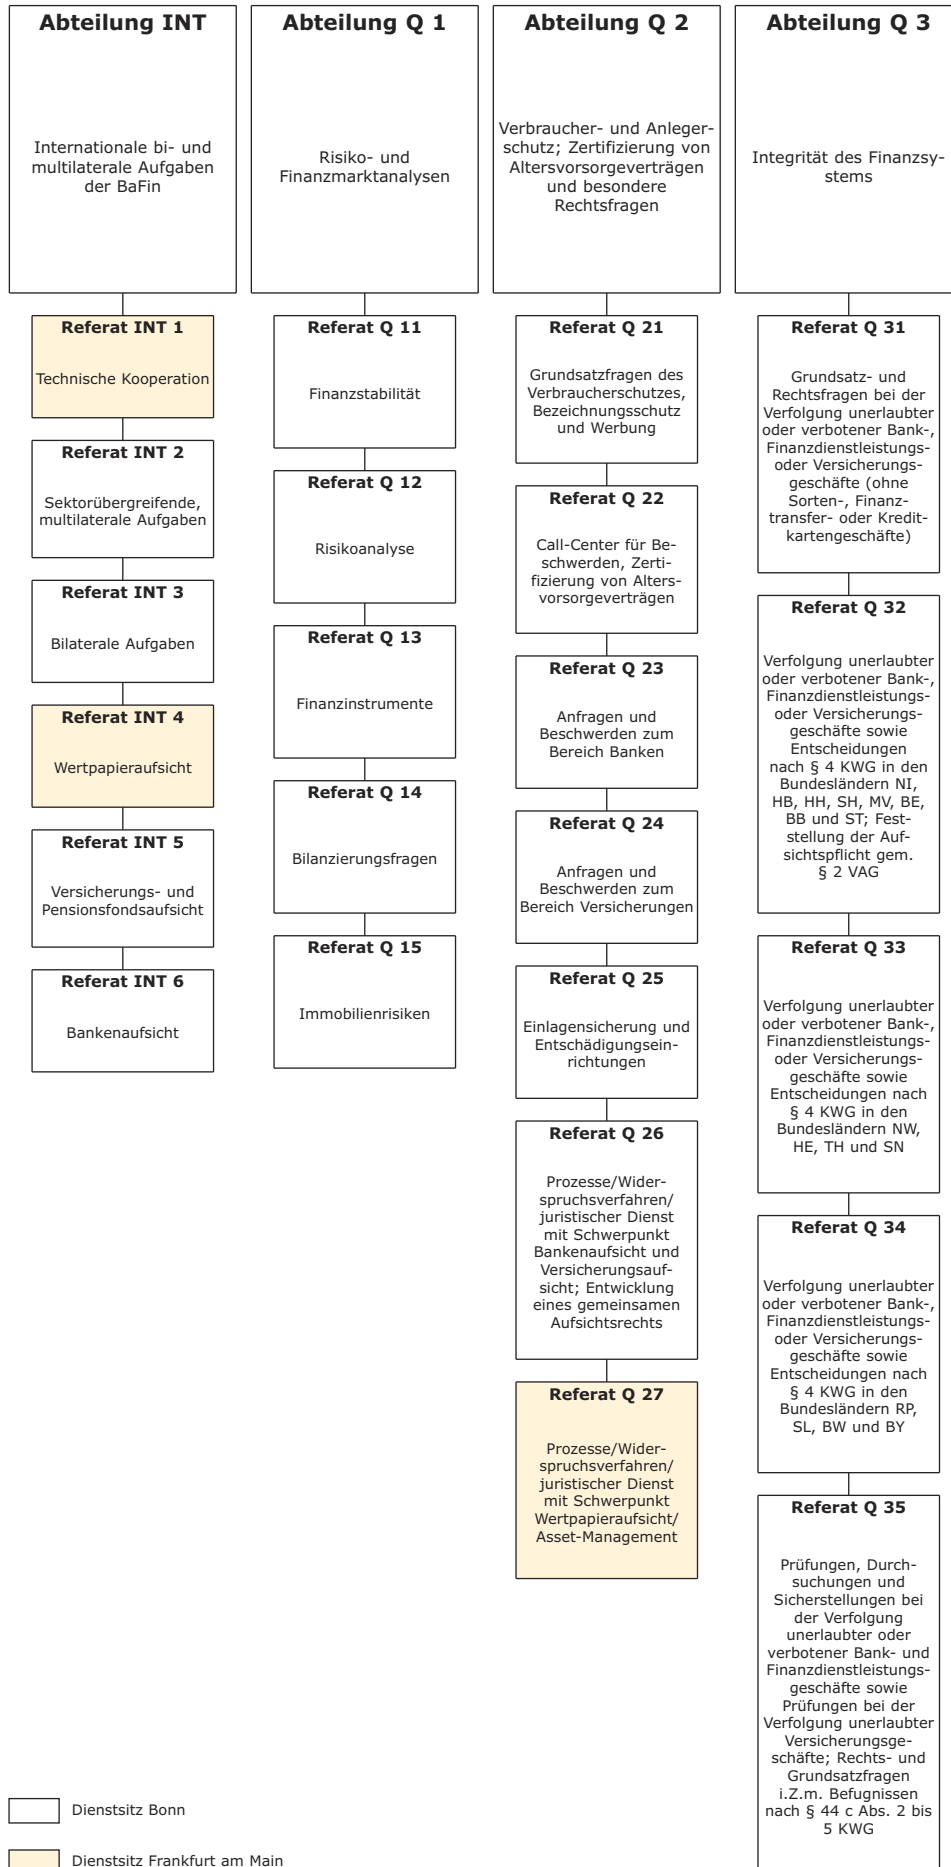 Abteilung INT
Internationale bi- und
multilaterale Aufgaben
der BaFin
Referat INT 1
Technische Kooperation
Referat INT 2
Sektorübergreifende,
multilaterale Aufgaben
Referat INT 3
Bilaterale Aufgaben
Referat INT 4
Wertpapieraufsicht
Referat INT 5
Versicherungs- und
Pensionsfondsaufsicht
Referat INT 6
Bankenaufsicht
Abteilung Q 1
Risiko- und
Finanzmarktanalysen
Referat Q 11
Finanzstabilität
Referat Q 12
Risikoanalyse
Referat Q 13
Finanzinstrumente
Referat Q 14
Bilanzierungsfragen
Referat Q 15
Immobilienrisiken
Abteilung Q 2
Verbraucher- und Anleger-
schutz; Zertifizierung von
Altersvorsorgeverträgen
und besondere
Rechtsfragen
Referat Q 21
Grundsatzfragen des
Verbraucherschutzes,
Bezeichnungsschutz
und Werbung
Referat Q 22
Call-Center für Be-
schwerden, Zerti-
fizierung von Alters-
vorsorgeverträgen
Referat Q 23
Anfragen und
Beschwerden zum
Bereich Banken
Referat Q 24
Anfragen und
Beschwerden zum
Bereich Versicherungen
Referat Q 25
Einlagensicherung und
Entschädigungsein-
richtungen
Referat Q 26
Prozesse/Wider-
spruchsverfahren/
juristischer Dienst
mit Schwerpunkt
Bankenaufsicht und
Versicherungsauf-
sicht; Entwicklung
eines gemeinsamen
Aufsichtsrechts
Referat Q 27
Prozesse/Wider-
spruchsverfahren/
juristischer Dienst
mit Schwerpunkt
Wertpapieraufsicht/
Asset-Management
Abteilung Q 3
Integrität des Finanzsy-
stems
Referat Q 31
Grundsatz- und
Rechtsfragen bei der
Verfolgung unerlaubter
oder verbotener Bank-,
Finanzdienstleistungs-
oder Versicherungs-
geschäfte (ohne
Sorten-, Finanz-
transfer- oder Kredit-
kartengeschäfte)
Referat Q 32
Verfolgung unerlaubter
oder verbotener Bank-,
Finanzdienstleistungs-
oder Versicherungs-
geschäfte sowie
Entscheidungen
nach § 4 KWG in den
Bundesländern NI,
HB, HH, SH, MV, BE,
BB und ST; Fest-
stellung der Auf-
sichtspflicht gem.
§ 2 VAG
Referat Q 33
Verfolgung unerlaubter
oder verbotener Bank-,
Finanzdienstleistungs-
oder Versicherungs-
geschäfte sowie
Entscheidungen nach
§ 4 KWG in den
Bundesländern NW,
HE, TH und SN
Referat Q 34
Verfolgung unerlaubter
oder verbotener Bank-,
Finanzdienstleistungs-
oder Versicherungs-
geschäfte sowie
Entscheidungen nach
§ 4 KWG in den
Bundesländern RP,
SL, BW und BY
Referat Q 35
Prüfungen, Durch-
suchungen und
Sicherstellungen bei
der Verfolgung
unerlaubter oder
verbotener Bank- und
Finanzdienstleistungs-
geschäfte sowie
Prüfungen bei der
Verfolgung unerlaubter
Versicherungsge-
schäfte; Rechts- und
Grundsatzfragen
i.Z.m. Befugnissen
nach § 44 c Abs. 2 bis
5 KWG
Dienstsitz Bonn
Dienstsitz Frankfurt am Main